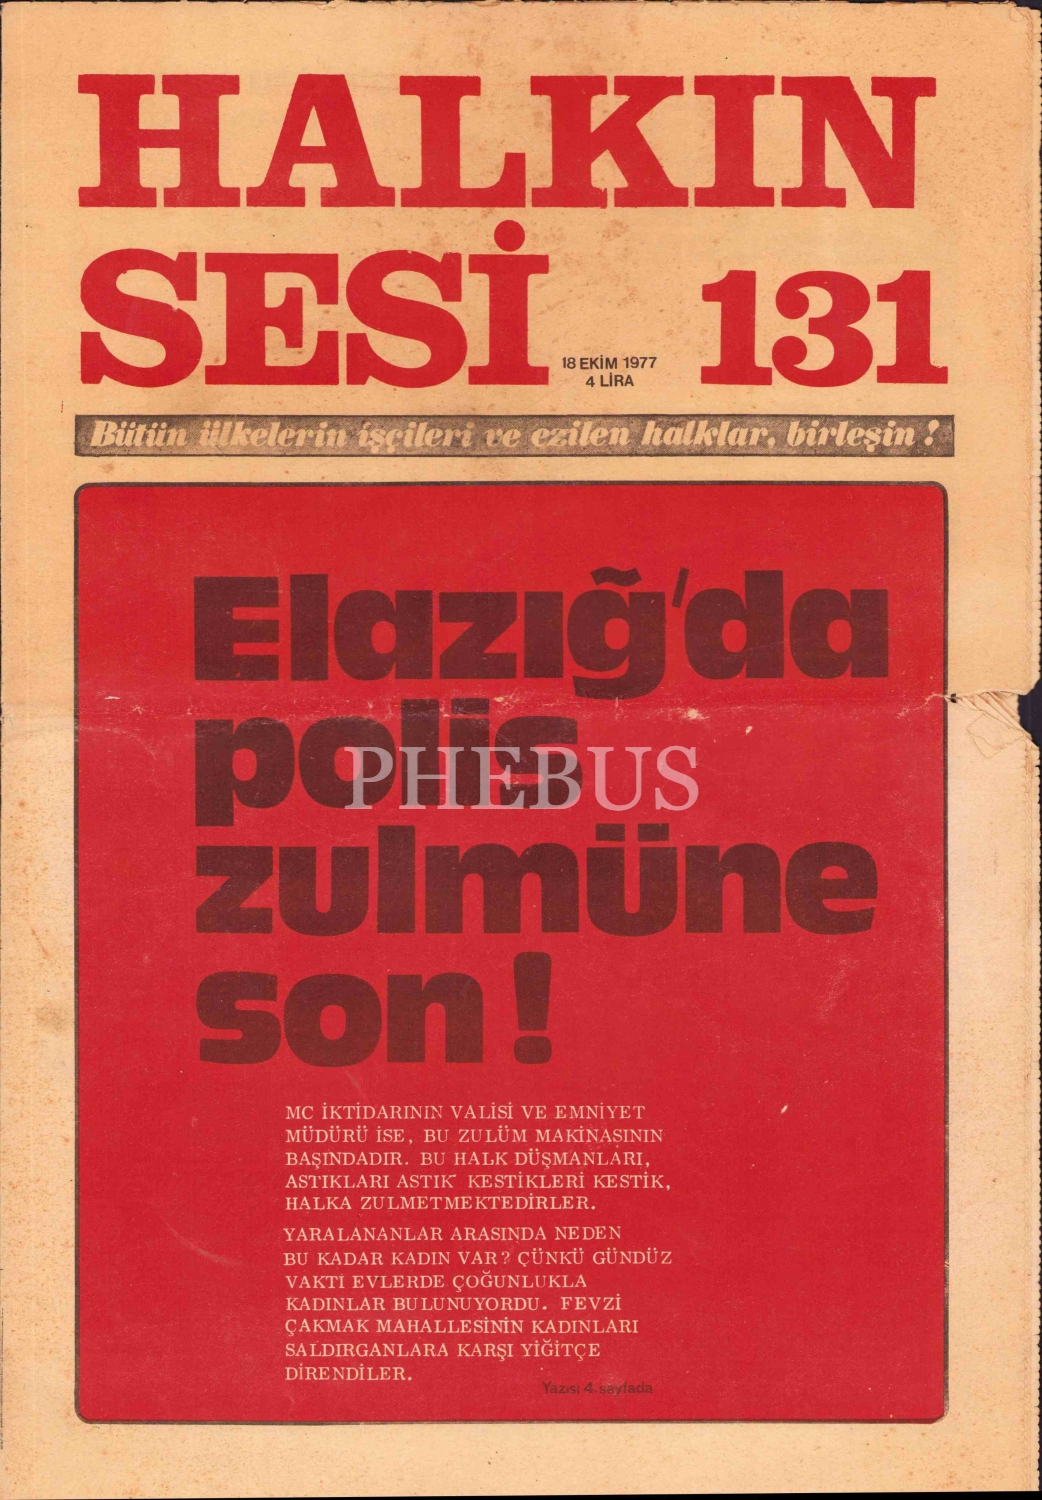 HALKIN
SESİ 131
18 EKİM 1977
4 LİRA
Bütün ülkelerin işçileri ve ezilen halklar, birleşin !
Elazığ'da
polis
zulmüne
son!
PHEBUS
MC İKTİDARININ VALİSİ VE EMNİYET
MÜDÜRÜ İSE, BU ZULÜM MAKİNASININ
BAŞINDADIR. BU HALK DÜŞMANLARI,
ASTIKLARI ASTIK KESTİKLERİ KESTİK,
HALKA ZULMETMEKTEDİRLER.
YARALANANLAR ARASINDA NEDEN
BU KADAR KADIN VAR? ÇÜNKÜ GÜNDÜZ
VAKTI EVLERDE ÇOĞUNLUKLA
KADINLAR BULUNUYORDU. FEVZİ
ÇAKMAK MAHALLESİNİN KADINLARI
SALDIRGANLARA KARŞI YİĞİTÇE
DİRENDİLER.
Yazısı 4. sayfada